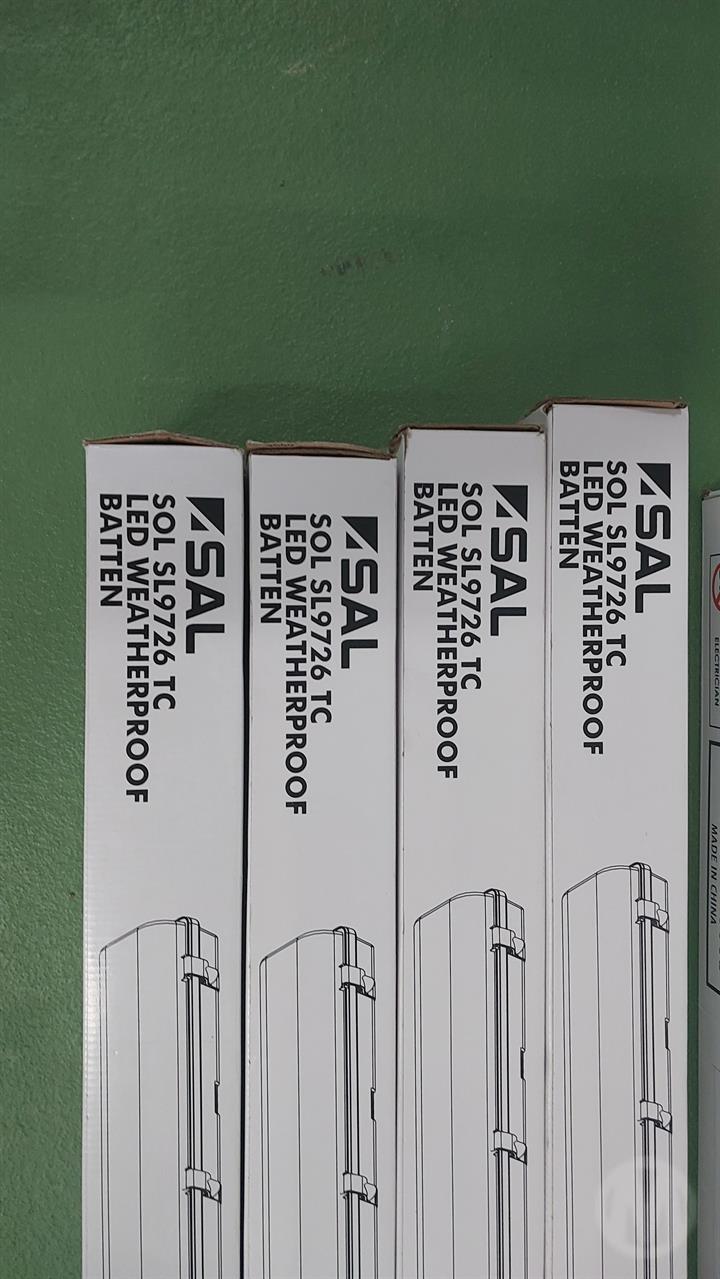 SAL
SOL SL9726 TC
LED WEATHERPROOF
BATTEN
SAL
SOL SL9726 TC
LED WEATHERPROOF
BATTEN
SAL
SOL SL9726 TC
LED WEATHERPROOF
BATTEN
SAL
SOL SL9726 TC
LED WEATHERPROOF
BATTEN
ELECTRICIAN
MADE IN CHINA